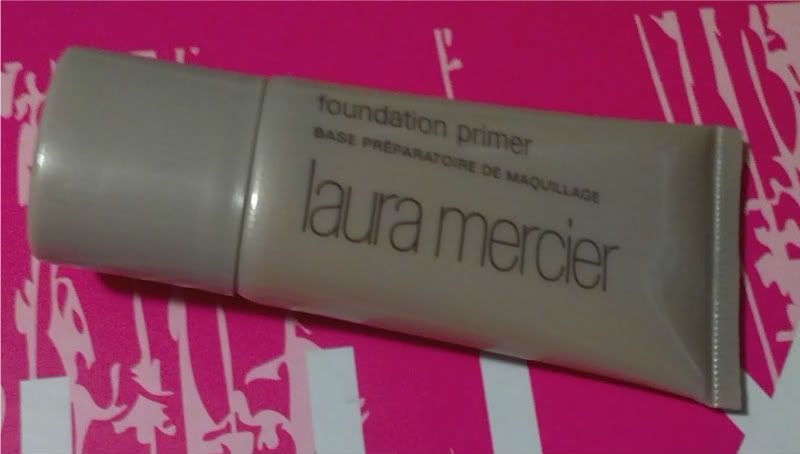 foundation primer
BASE PRÉPARATOIRE DE MAQUILLAGE
laura mercier